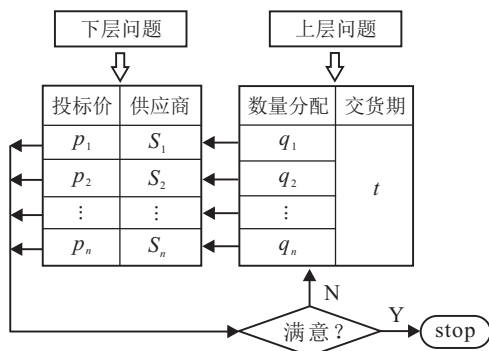 下层问题 上层问题
投标价 供应商 数量分配 交货期
p₁ S₁ q₁
p₂ S₂ q₂
t
⋮ ⋮ ⋮
pₙ Sₙ qₙ
N
满意？ Y stop